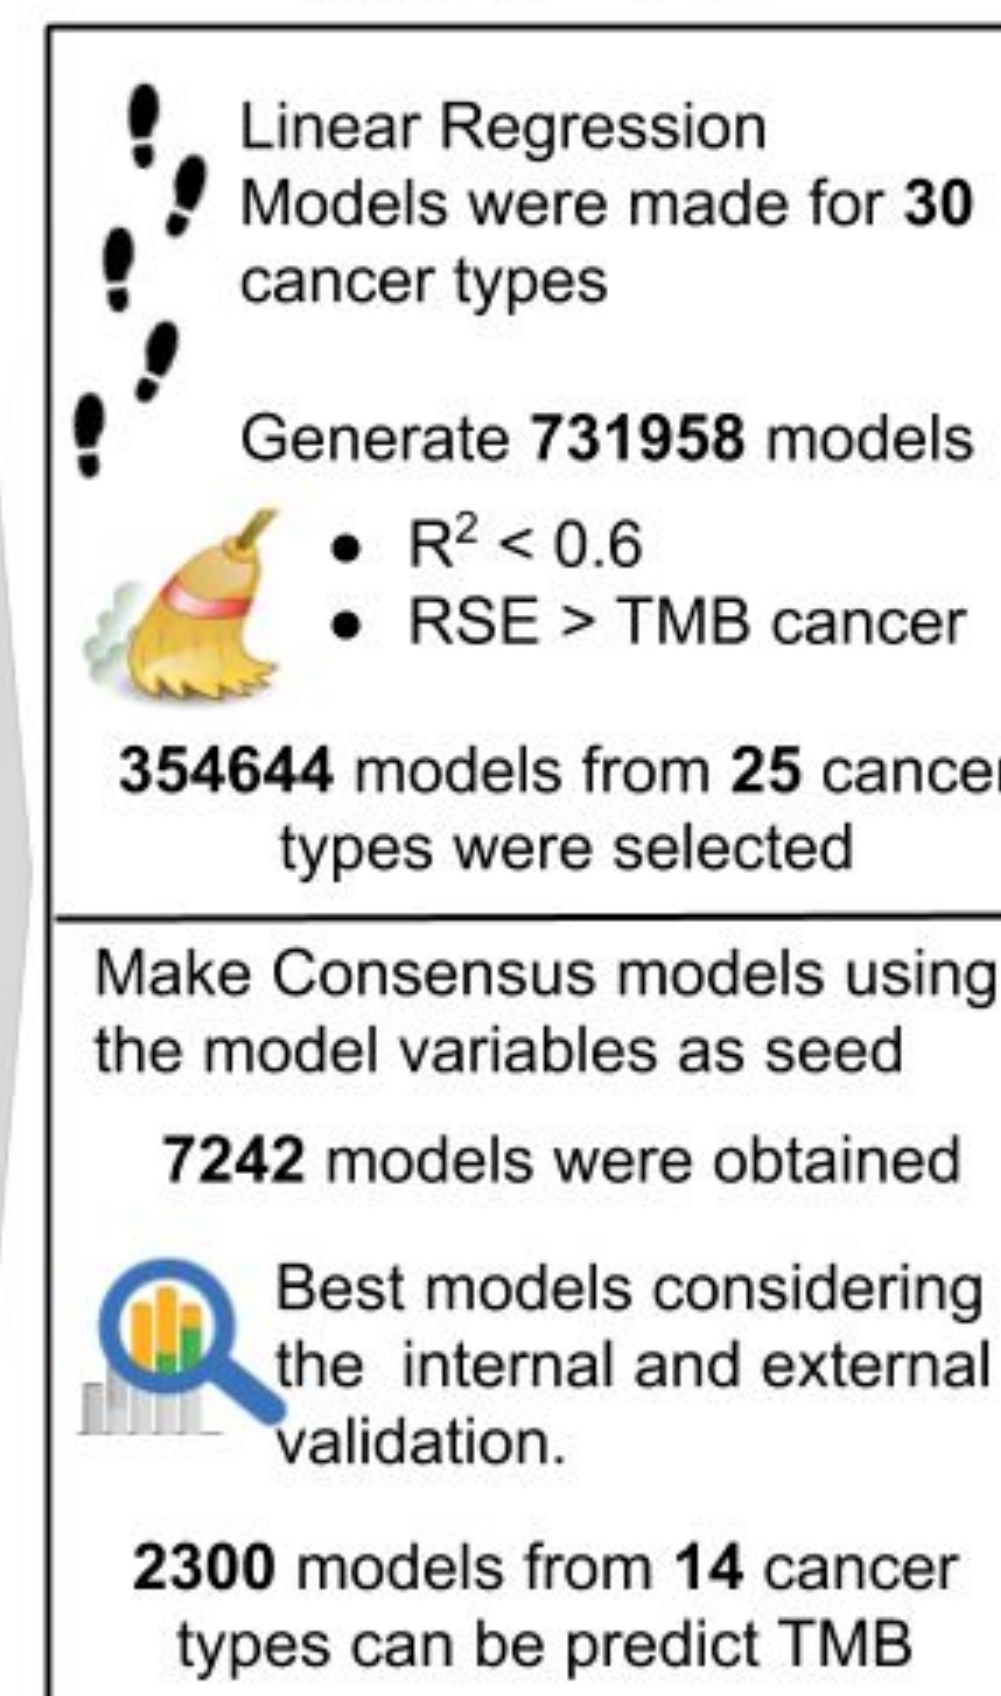 Linear Regression
Models were made for 30
cancer types
Generate 731958 models
• R² < 0.6
• RSE > TMB cancer
354644 models from 25 cancer
types were selected
Make Consensus models using
the model variables as seed
7242 models were obtained
Best models considering
the internal and external
validation.
2300 models from 14 cancer
types can be predict TMB